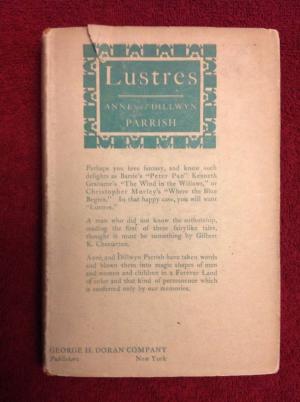 Lustres
ANNE and DILLWYN
PARRISH
Perhaps you love fantasy, and know such
delights as Barrie's "Peter Pan" Kenneth
Grahame's "The Wind in the Willows," or
Christopher Morley's "Where the Blue
Begins." In that happy case, you will want
"Lustres."
A man who did not know the authorship,
reading the first of these fairylike tales,
thought it must be something by Gilbert
K. Chesterton.
Anne and Dillwyn Parrish have taken words
and blown them into magic shapes of men
and women and children in a Forever Land
of color and that kind of permanence which
is conferred only by our memories.
GEORGE H. DORAN COMPANY
Publishers New York